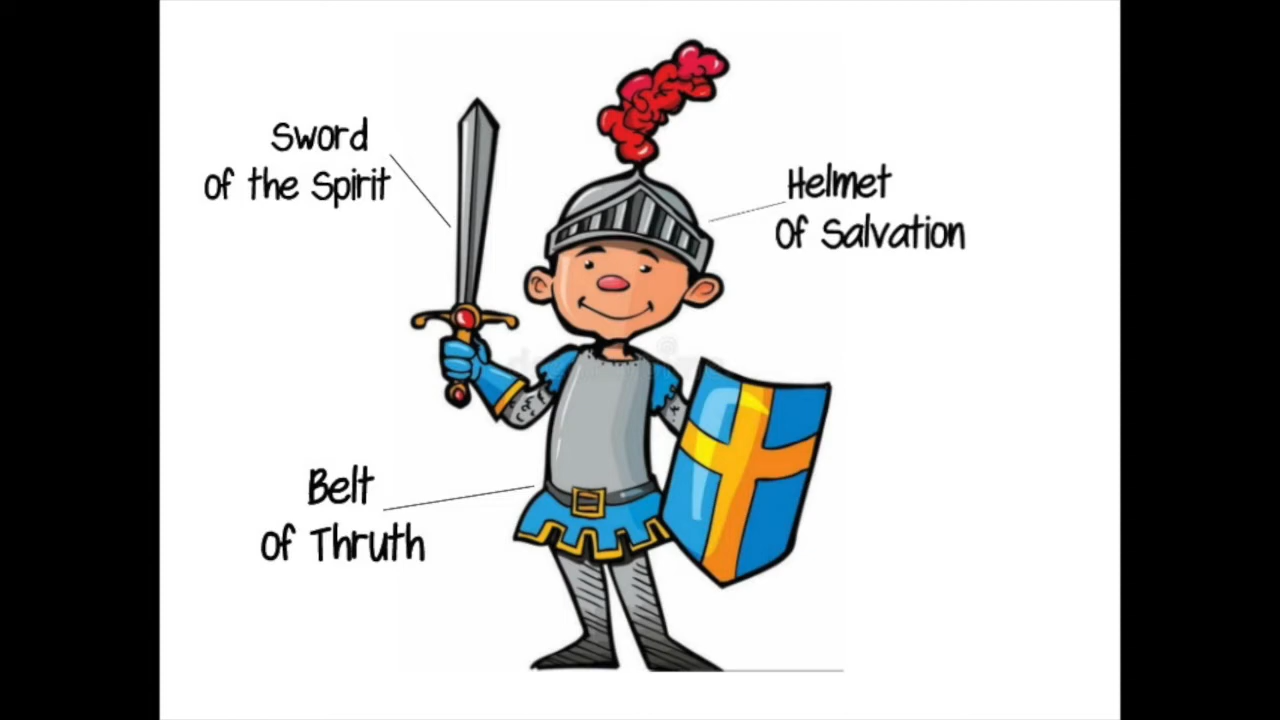 Sword
of the Spirit
Helmet
Of Salvation
Belt
of Thruth